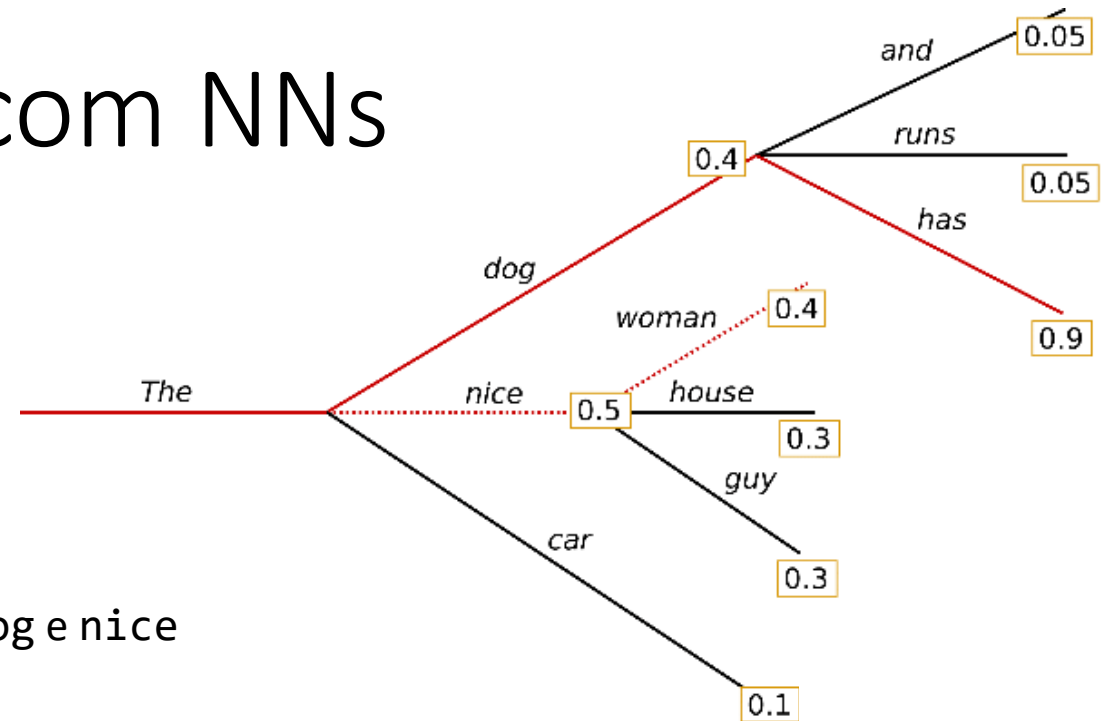 com NNs
and
0.05
runs
0.4
0.05
has
dog
woman
0.4
0.9
The
nice
0.5
house
0.3
guy
car
0.3
og e nice
0.1